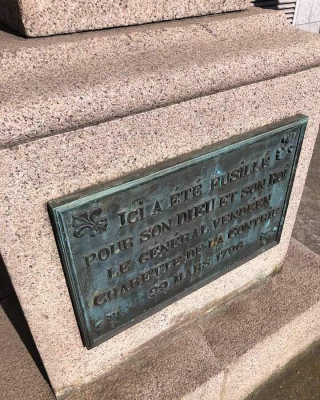 ICI A ÉTÉ FUSILLÉ
POUR SON DIEU ET SON ROI
LE GÉNÉRAL VENDÉEN
CHARETTE DE LA CONTRIE
29 MARS 1796